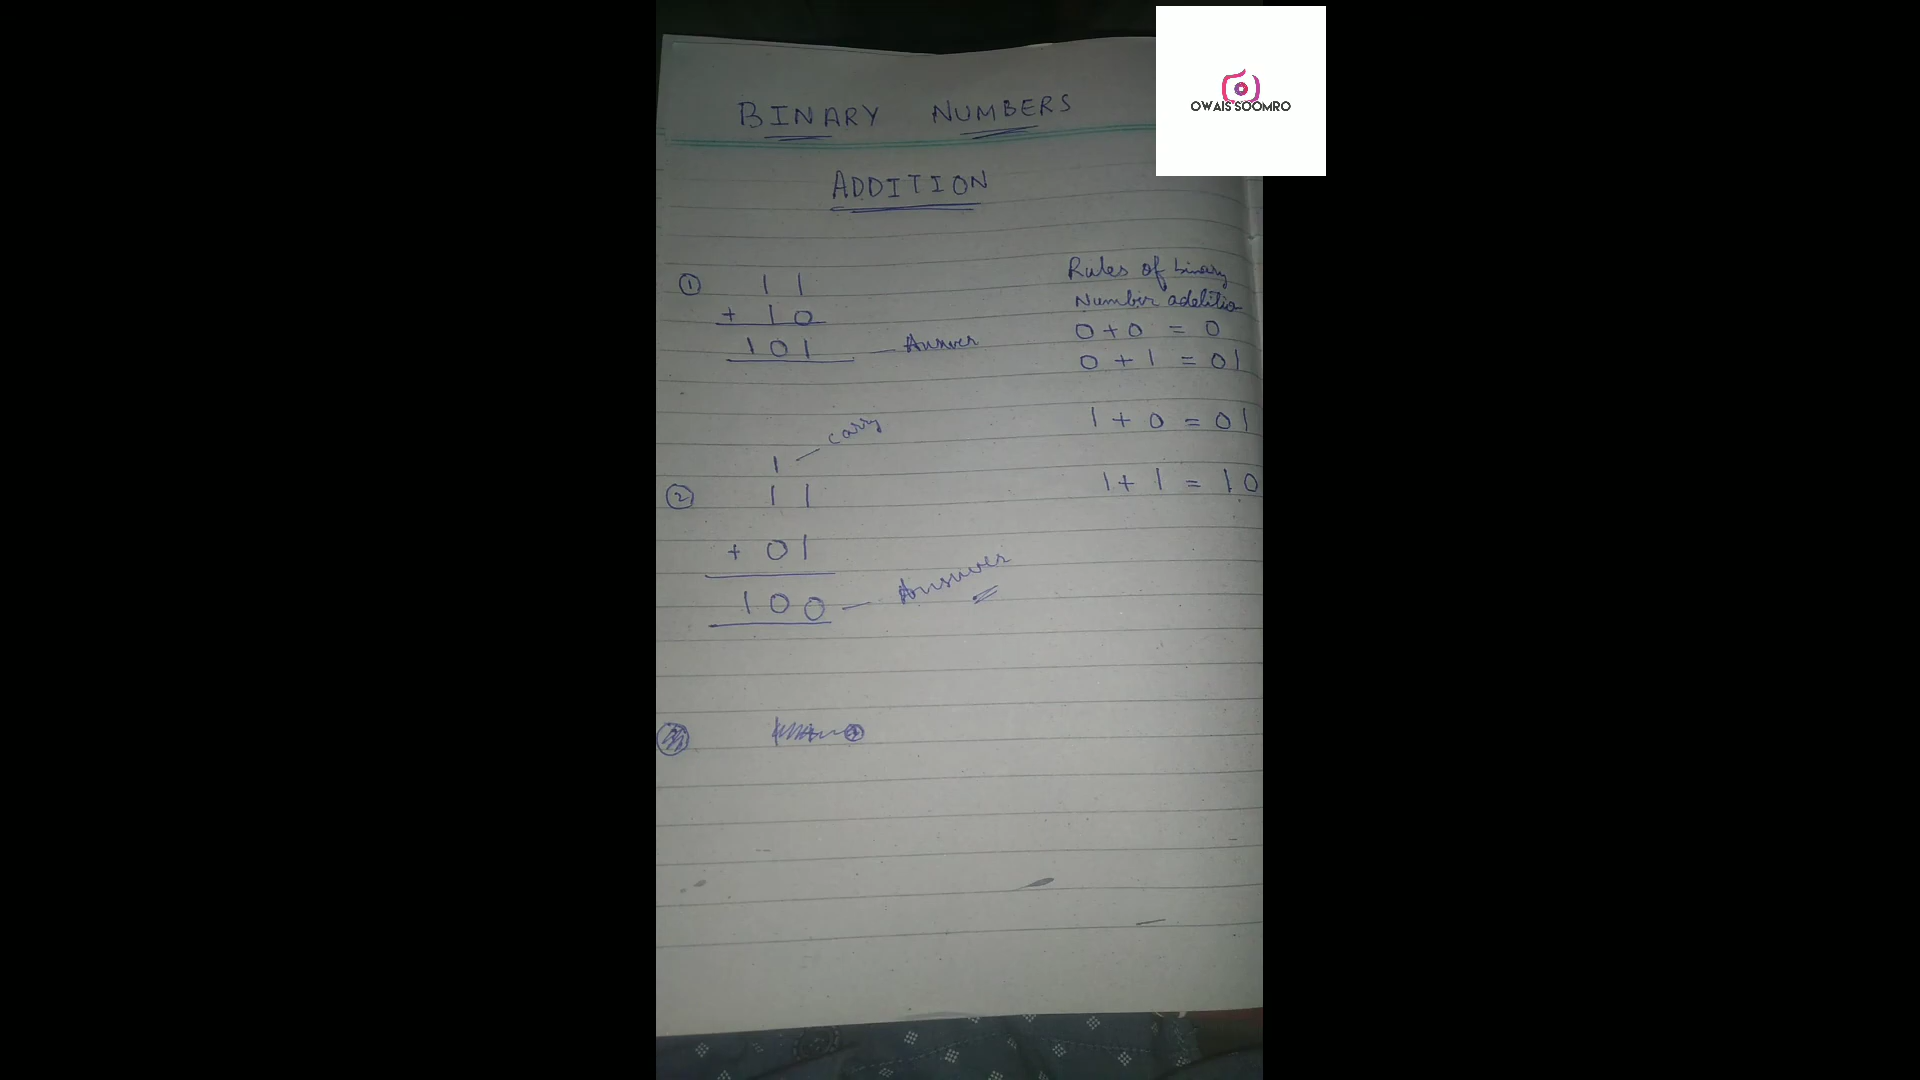 BINARY NUMBERS
OWAIS SOOMRO
ADDITION
① 11
+ 10
101 — Answer
Rules of binary
Number additio
0+0 = 0
0 + 1 = 01
1 + 0 = 01
1+ 1 = 10
1 — carry
② 11
+ 01
100 — Answer